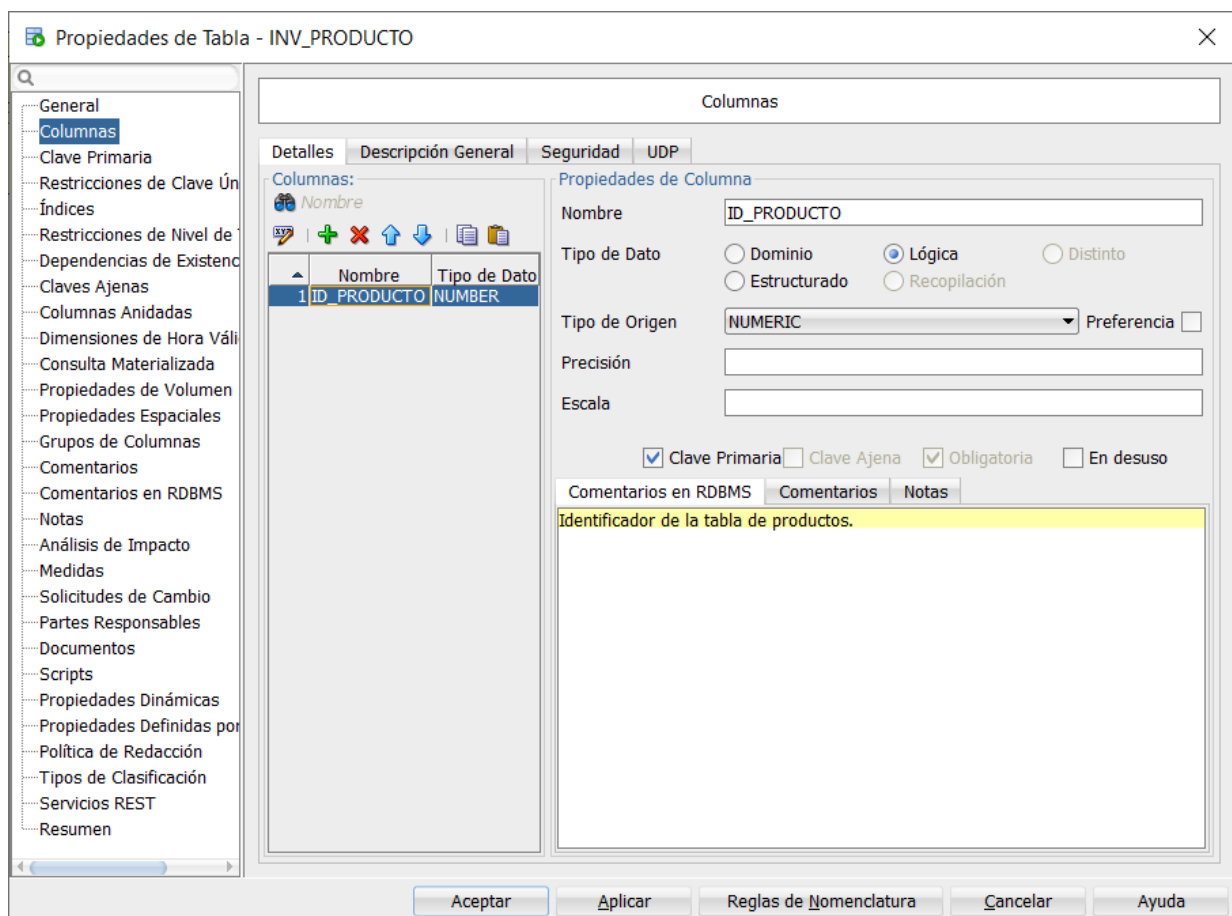 Propiedades de Tabla - INV_PRODUCTO
General
Columnas
Clave Primaria
Restricciones de Clave Ún
Índices
Restricciones de Nivel de
Dependencias de Existenc
Claves Ajenas
Columnas Anidadas
Dimensiones de Hora Váli
Consulta Materializada
Propiedades de Volumen
Propiedades Espaciales
Grupos de Columnas
Comentarios
Comentarios en RDBMS
Notas
Análisis de Impacto
Medidas
Solicitudes de Cambio
Partes Responsables
Documentos
Scripts
Propiedades Dinámicas
Propiedades Definidas por
Política de Redacción
Tipos de Clasificación
Servicios REST
Resumen
Columnas
Detalles Descripción General Seguridad UDP
Columnas:
Nombre
Nombre Tipo de Dato
1 ID_PRODUCTO NUMBER
Propiedades de Columna
Nombre ID_PRODUCTO
Tipo de Dato Dominio Lógica Distinto
Estructurado Recopilación
Tipo de Origen NUMERIC Preferencia
Precisión
Escala
Clave Primaria Clave Ajena Obligatoria En desuso
Comentarios en RDBMS Comentarios Notas
Identificador de la tabla de productos.
Aceptar Aplicar Reglas de Nomenclatura Cancelar Ayuda